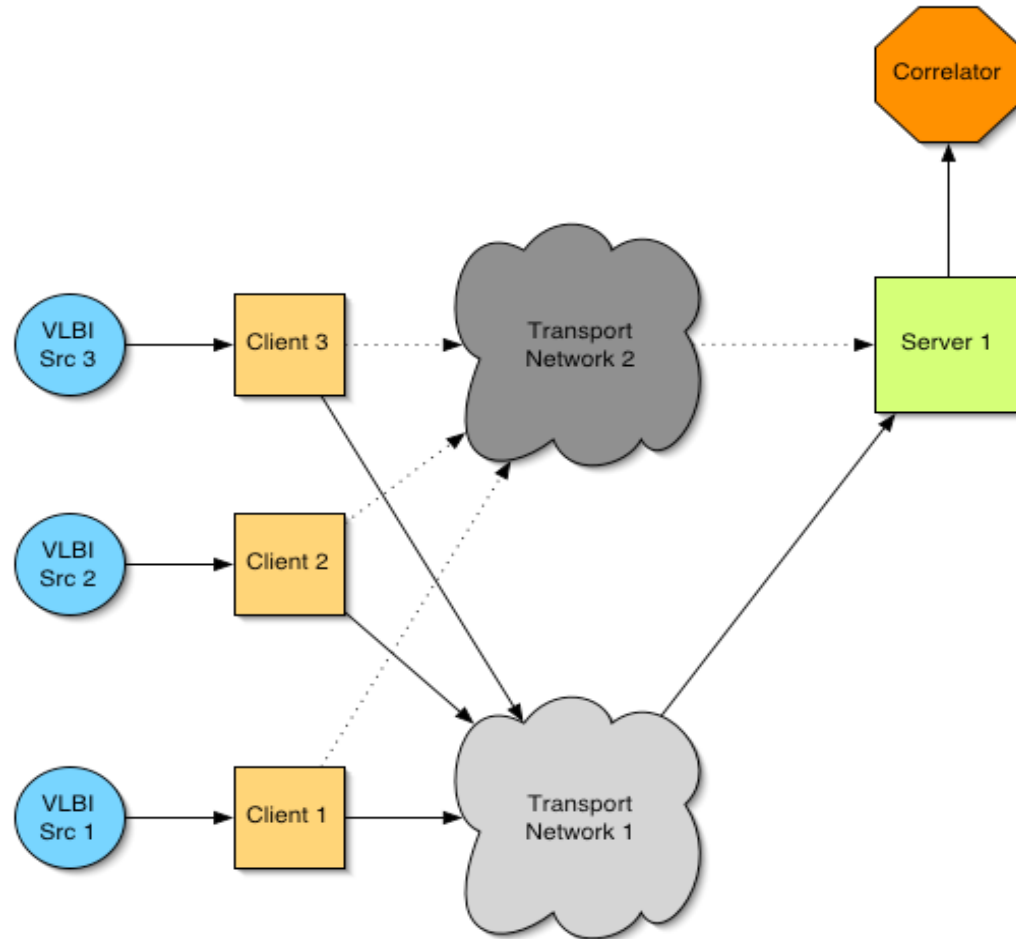 Correlator
VLBI
Src 3
Client 3
Transport
Network 2
Server 1
VLBI
Src 2
Client 2
VLBI
Src 1
Client 1
Transport
Network 1